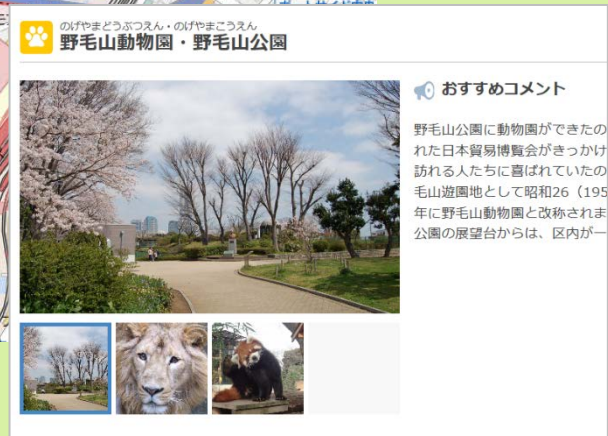 のげやまどうぶつえん・のげやまこうえん
野毛山動物園・野毛山公園
おすすめコメント
野毛山公園に動物園ができたの
れた日本貿易博覧会がきっかけ
訪れる人たちに喜ばれていたの
毛山遊園地として昭和26（195
年に野毛山動物園と改称されま
公園の展望台からは、区内が一